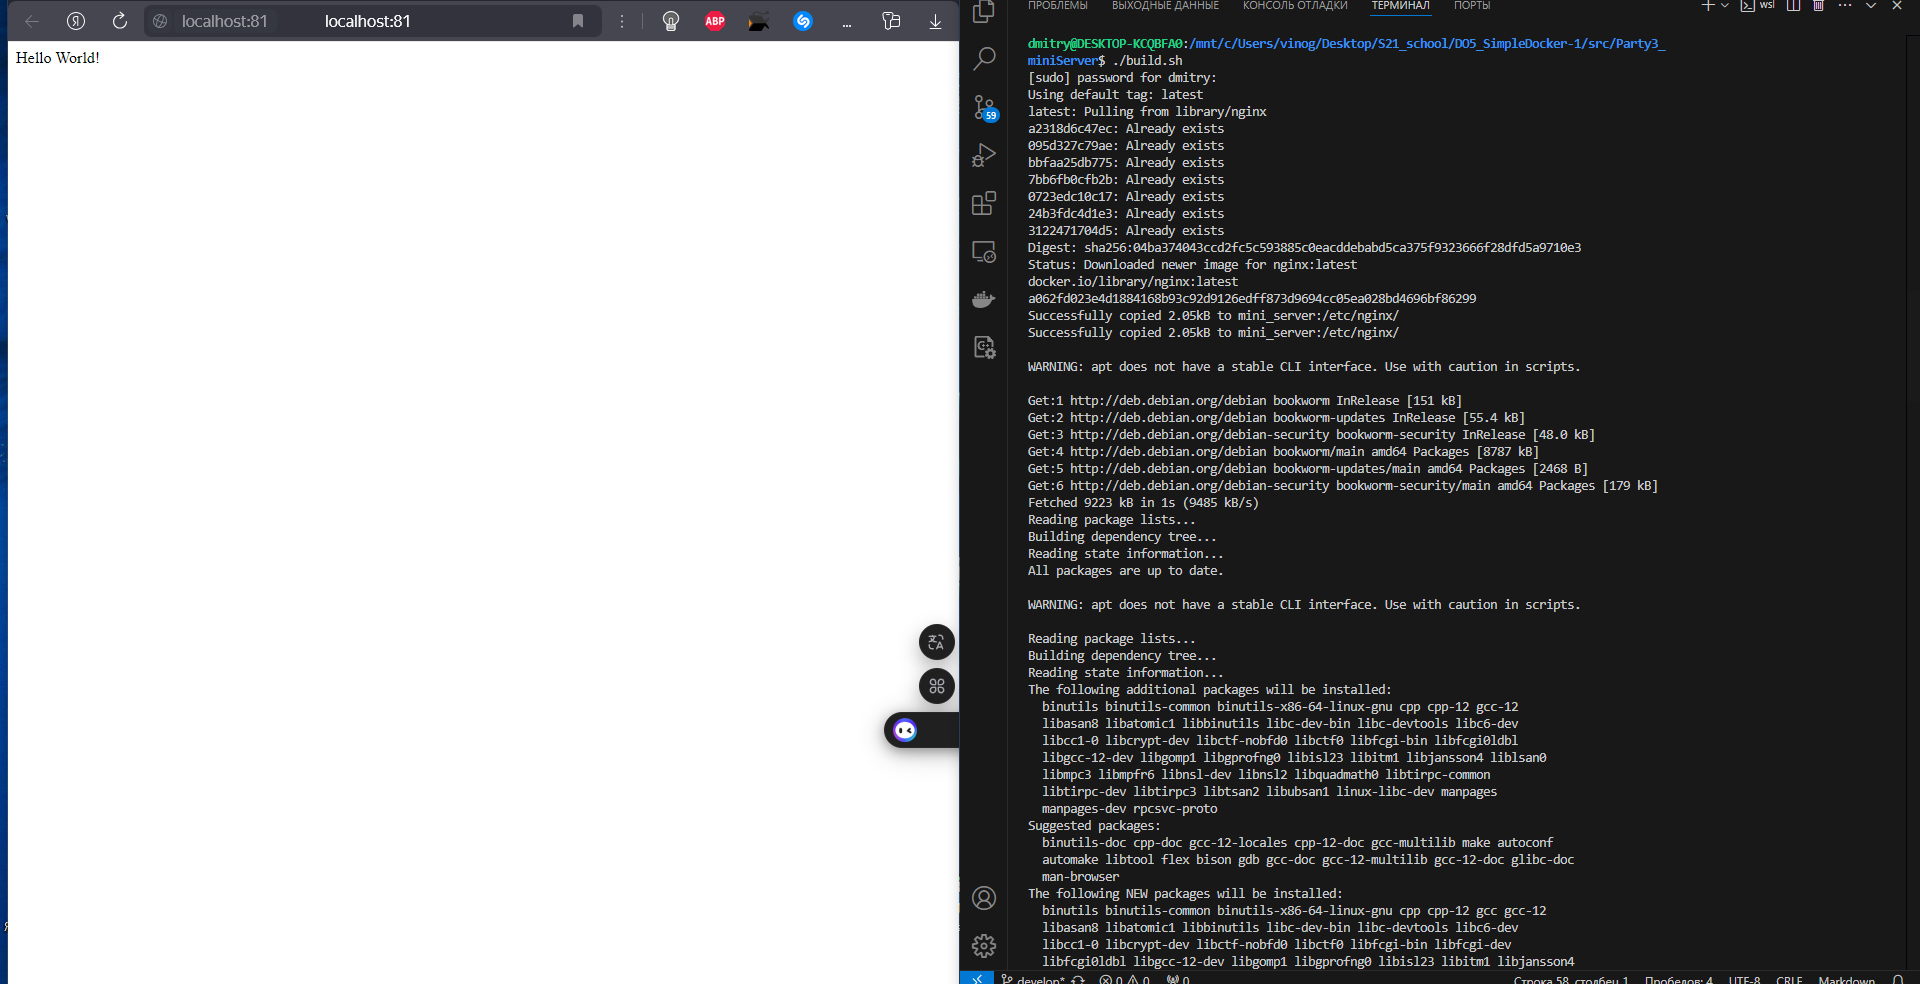 localhost:81
localhost:81
ABP
...
Hello World!
ПРОБЛЕМЫ
ВЫХОДНЫЕ ДАННЫЕ
КОНСОЛЬ ОТЛАДКИ
ТЕРМИНАЛ
ПОРТЫ
wsl
59
dmitry@DESKTOP-KCQBFA0:/mnt/c/Users/vinog/Desktop/S21_school/DO5_SimpleDocker-1/src/Party3_
miniServer$ ./build.sh
[sudo] password for dmitry:
Using default tag: latest
latest: Pulling from library/nginx
a2318d6c47ec: Already exists
095d327c79ae: Already exists
bbfaa25db775: Already exists
7bb6fb0cfb2b: Already exists
0723edc10c17: Already exists
24b3fdc4d1e3: Already exists
3122471704d5: Already exists
Digest: sha256:04ba374043ccd2fc5c593885c0eacddebabd5ca375f9323666f28dfd5a9710e3
Status: Downloaded newer image for nginx:latest
docker.io/library/nginx:latest
a062fd023e4d1884168b93c92d9126edff873d9694cc05ea028bd4696bf86299
Successfully copied 2.05kB to mini_server:/etc/nginx/
Successfully copied 2.05kB to mini_server:/etc/nginx/
WARNING: apt does not have a stable CLI interface. Use with caution in scripts.
Get:1 http://deb.debian.org/debian bookworm InRelease [151 kB]
Get:2 http://deb.debian.org/debian bookworm-updates InRelease [55.4 kB]
Get:3 http://deb.debian.org/debian-security bookworm-security InRelease [48.0 kB]
Get:4 http://deb.debian.org/debian bookworm/main amd64 Packages [8787 kB]
Get:5 http://deb.debian.org/debian bookworm-updates/main amd64 Packages [2468 B]
Get:6 http://deb.debian.org/debian-security bookworm-security/main amd64 Packages [179 kB]
Fetched 9223 kB in 1s (9485 kB/s)
Reading package lists...
Building dependency tree...
Reading state information...
All packages are up to date.
WARNING: apt does not have a stable CLI interface. Use with caution in scripts.
Reading package lists...
Building dependency tree...
Reading state information...
The following additional packages will be installed:
binutils binutils-common binutils-x86-64-linux-gnu cpp cpp-12 gcc-12
libasan8 libatomic1 libbinutils libc-dev-bin libc-devtools libc6-dev
libcc1-0 libcrypt-dev libctf-nobfd0 libctf0 libfcgi-bin libfcgi0ldbl
libgcc-12-dev libgomp1 libgprofng0 libisl23 libitm1 libjansson4 liblsan0
libmpc3 libmpfr6 libnsl-dev libnsl2 libquadmath0 libtirpc-common
libtirpc-dev libtirpc3 libtsan2 libubsan1 linux-libc-dev manpages
manpages-dev rpcsvc-proto
Suggested packages:
binutils-doc cpp-doc gcc-12-locales cpp-12-doc gcc-multilib make autoconf
automake libtool flex bison gdb gcc-doc gcc-12-multilib gcc-12-doc glibc-doc
man-browser
The following NEW packages will be installed:
binutils binutils-common binutils-x86-64-linux-gnu cpp cpp-12 gcc gcc-12
libasan8 libatomic1 libbinutils libc-dev-bin libc-devtools libc6-dev
libcc1-0 libcrypt-dev libctf-nobfd0 libctf0 libfcgi-bin libfcgi-dev
libfcgi0ldbl libgcc-12-dev libgomp1 libgprofng0 libisl23 libitm1 libjansson4
develop* 0 0 0 Строка 58, столбец 1 Пробелов: 4 UTF-8 CRLF Markdown